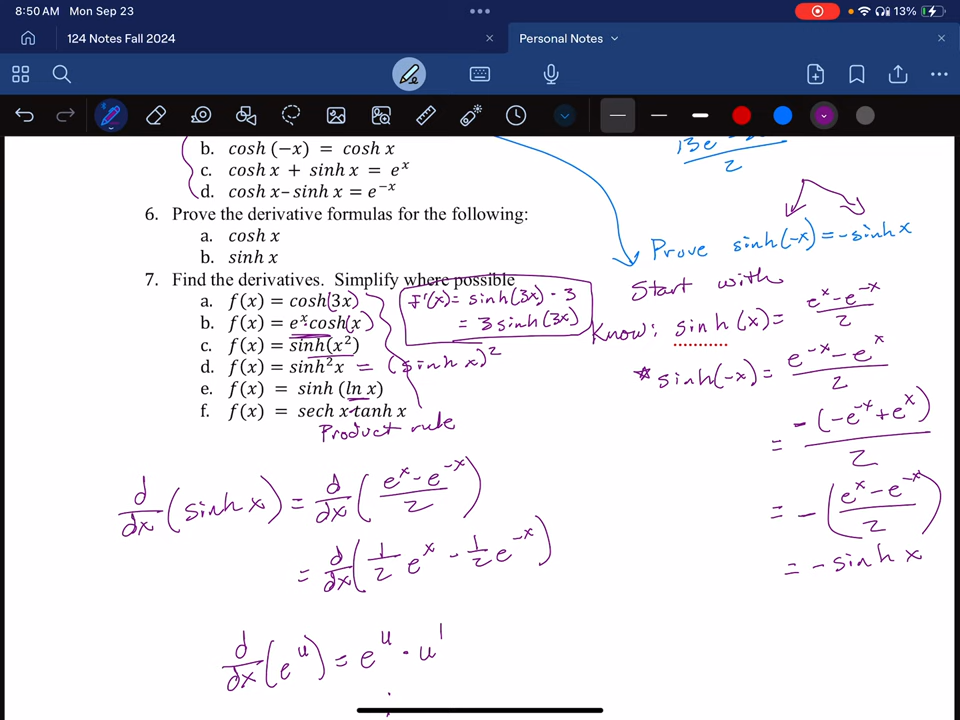 8:50 AM Mon Sep 23
13%
124 Notes Fall 2024
Personal Notes
b. cosh (−x) = cosh x
c. cosh x + sinh x = e^x
d. cosh x – sinh x = e^{−x}
6. Prove the derivative formulas for the following:
a. cosh x
b. sinh x
7. Find the derivatives. Simplify where possible
a. f(x) = cosh(3x)
b. f(x) = e^x cosh(x)
c. f(x) = sinh(x²)
d. f(x) = sinh²x = (sinh x)²
e. f(x) = sinh (ln x)
f. f(x) = sech x tanh x
Product rule
f'(x) = sinh(3x) · 3
= 3 sinh(3x)
d/dx (sinh x) = d/dx ((e^x - e^{-x})/2)
= d/dx (1/2 e^x - 1/2 e^{-x})
d/dx (e^u) = e^u · u'
2
Prove sinh(-x) = -sinh x
Start with
Know: sinh(x) = (e^x - e^{-x})/2
* sinh(-x) = (e^{-x} - e^x)/2
= -(-e^{-x} + e^x)/2
= -((e^x - e^{-x})/2)
= - sinh x